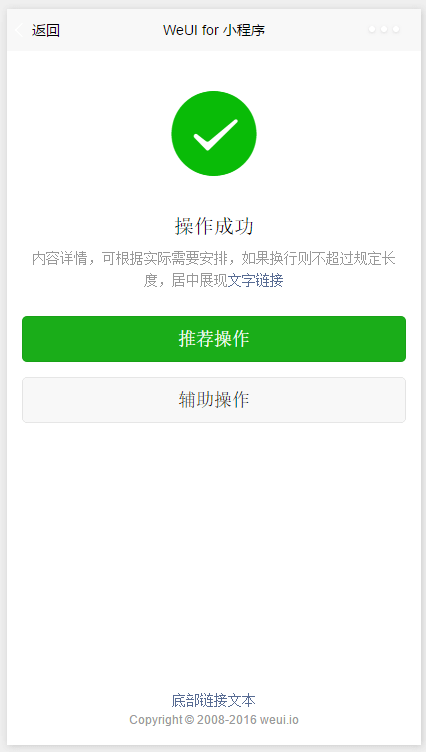 返回
WeUI for 小程序
操作成功
内容详情，可根据实际需要安排，如果换行则不超过规定长
度，居中展现文字链接
推荐操作
辅助操作
底部链接文本
Copyright © 2008-2016 weui.io